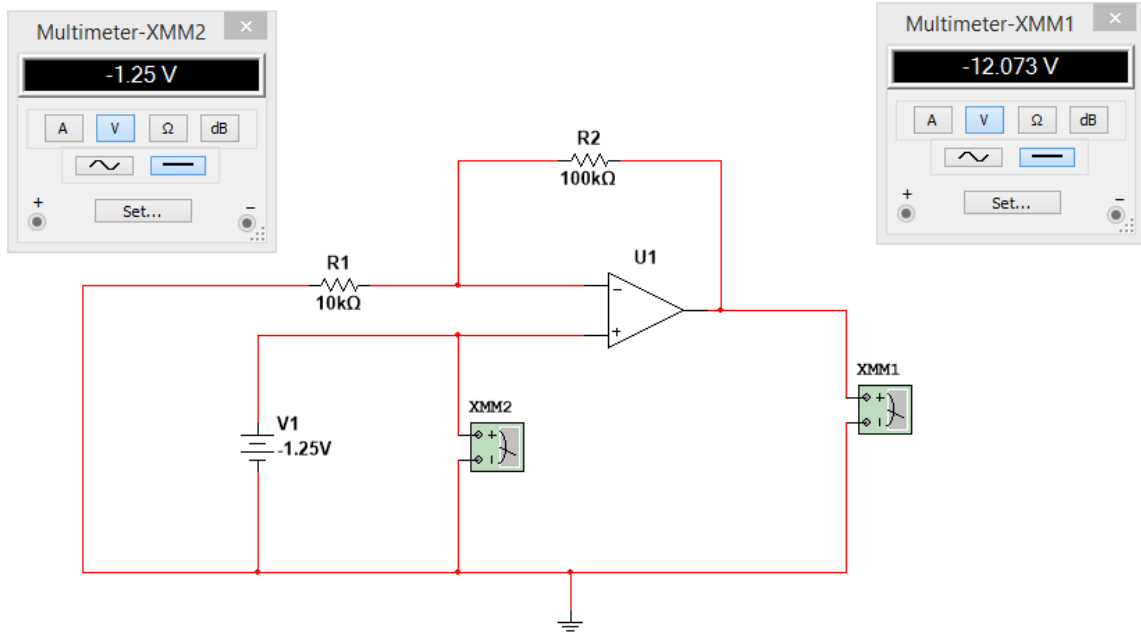 Multimeter-XMM2
×
-1.25 V
A
V
Ω
dB
+
Set...
−
Multimeter-XMM1
×
-12.073 V
A
V
Ω
dB
+
Set...
−
R2
100kΩ
R1
10kΩ
U1
−
+
V1
-1.25V
XMM2
+
−
XMM1
+
−